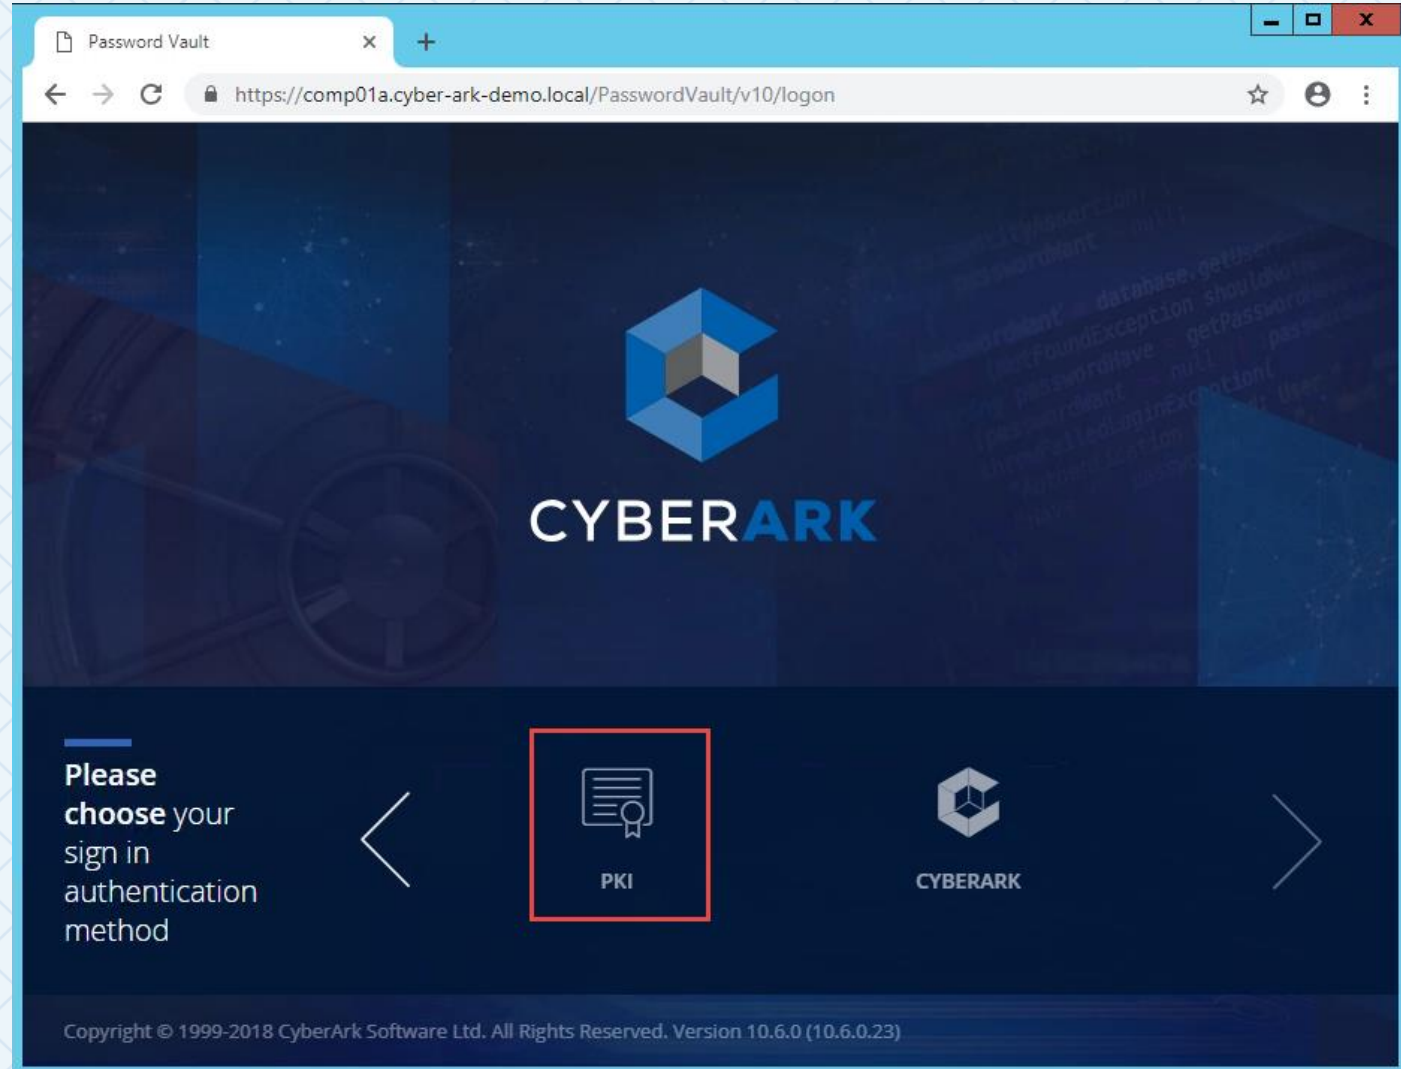 Password Vault
https://comp01a.cyber-ark-demo.local/PasswordVault/v10/logon
database.getUser
CYBERARK
Please
choose your
sign in
authentication
method
PKI
CYBERARK
Copyright © 1999-2018 CyberArk Software Ltd. All Rights Reserved. Version 10.6.0 (10.6.0.23)